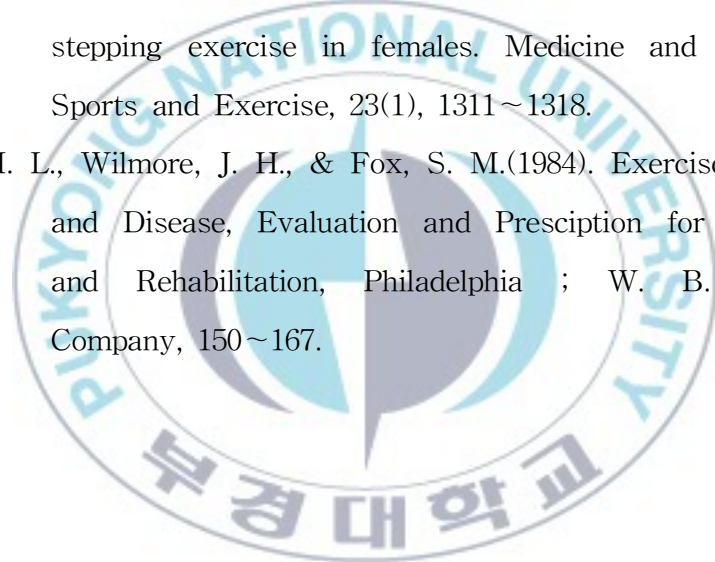 stepping exercise in females. Medicine and
Sports and Exercise, 23(1), 1311～1318.
L., Wilmore, J. H., & Fox, S. M.(1984). Exercise
and Disease, Evaluation and Presciption for
and Rehabilitation, Philadelphia ; W. B.
Company, 150～167.
PUKYONG NATIONAL UNIVERSITY
부경대학교